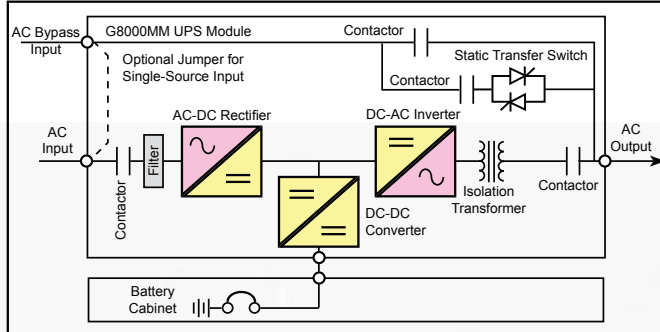 AC Bypass
Input
G8000MM UPS Module
Contactor
Static Transfer Switch
Optional Jumper for
Single-Source Input
Contactor
AC-DC Rectifier
DC-AC Inverter
AC
Input
AC
Output
Filter
Contactor
Isolation
Transformer
Contactor
DC-DC
Converter
Battery
Cabinet